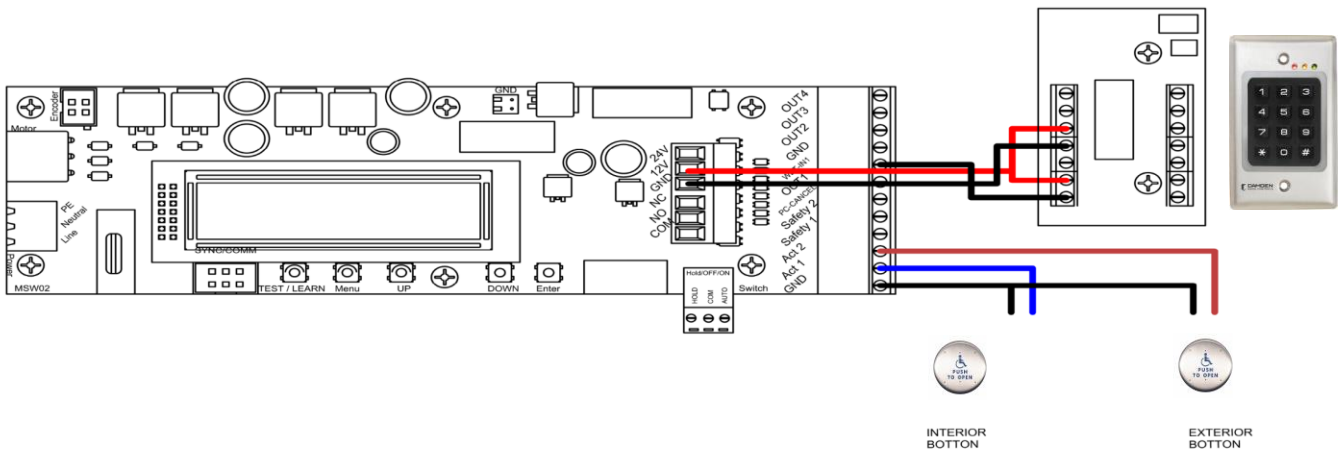 GND
Encoder
Motor
24V
12V
GND
NC
NO
COM
OUT4
OUT3
OUT2
GND
OUT1
PC-CANCEL
Safety 2
Safety 1
Act 2
Act 1
GND
PE
Neutral
Line
Power
MSW02
SYNC/COMM
TEST / LEARN
Menu
UP
DOWN
Enter
Hold/OFF/ON
HOLD
COM
AUTO
Switch
1 2 3
4 5 6
7 8 9
* 0 #
CAMDEN
PUSH
TO OPEN
PUSH
TO OPEN
INTERIOR
BOTTON
EXTERIOR
BOTTON